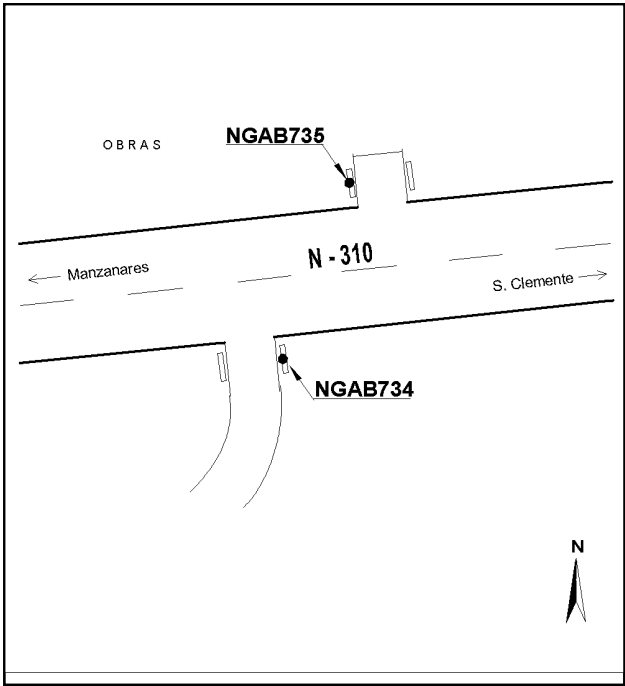 NGAB735
OBRAS
N - 310
Manzanares
S. Clemente
NGAB734
N